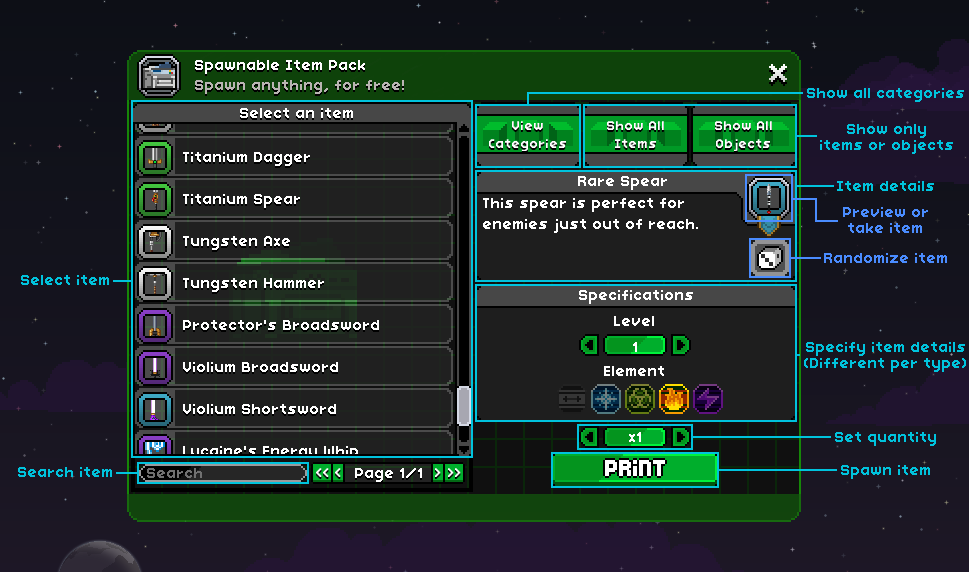 Spawnable Item Pack
Spawn anything, for free!
Select an item
Titanium Dagger
Titanium Spear
Tungsten Axe
Tungsten Hammer
Protector's Broadsword
Violium Broadsword
Violium Shortsword
Lucaine's Energy Whip
Search
Page 1/1
View
Categories
Show All
Items
Show All
Objects
Rare Spear
This spear is perfect for
enemies just out of reach.
Specifications
Level
1
Element
x1
PRINT
Select item
Search item
Show all categories
Show only
items or objects
Item details
Preview or
take item
Randomize item
Specify item details
(Different per type)
Set quantity
Spawn item